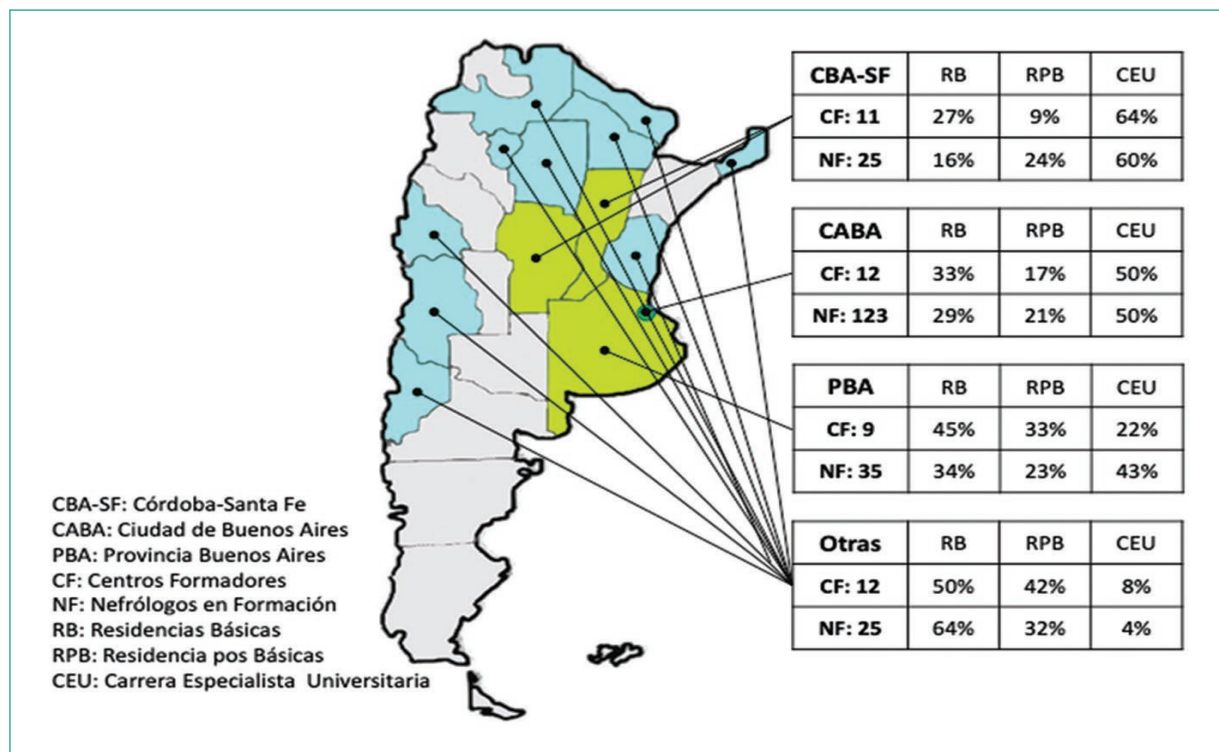 CBA-SF RB RPB CEU
CF: 11 27% 9% 64%
NF: 25 16% 24% 60%
CABA RB RPB CEU
CF: 12 33% 17% 50%
NF: 123 29% 21% 50%
PBA RB RPB CEU
CF: 9 45% 33% 22%
NF: 35 34% 23% 43%
Otras RB RPB CEU
CF: 12 50% 42% 8%
NF: 25 64% 32% 4%
CBA-SF: Córdoba-Santa Fe
CABA: Ciudad de Buenos Aires
PBA: Provincia Buenos Aires
CF: Centros Formadores
NF: Nefrólogos en Formación
RB: Residencias Básicas
RPB: Residencia pos Básicas
CEU: Carrera Especialista Universitaria